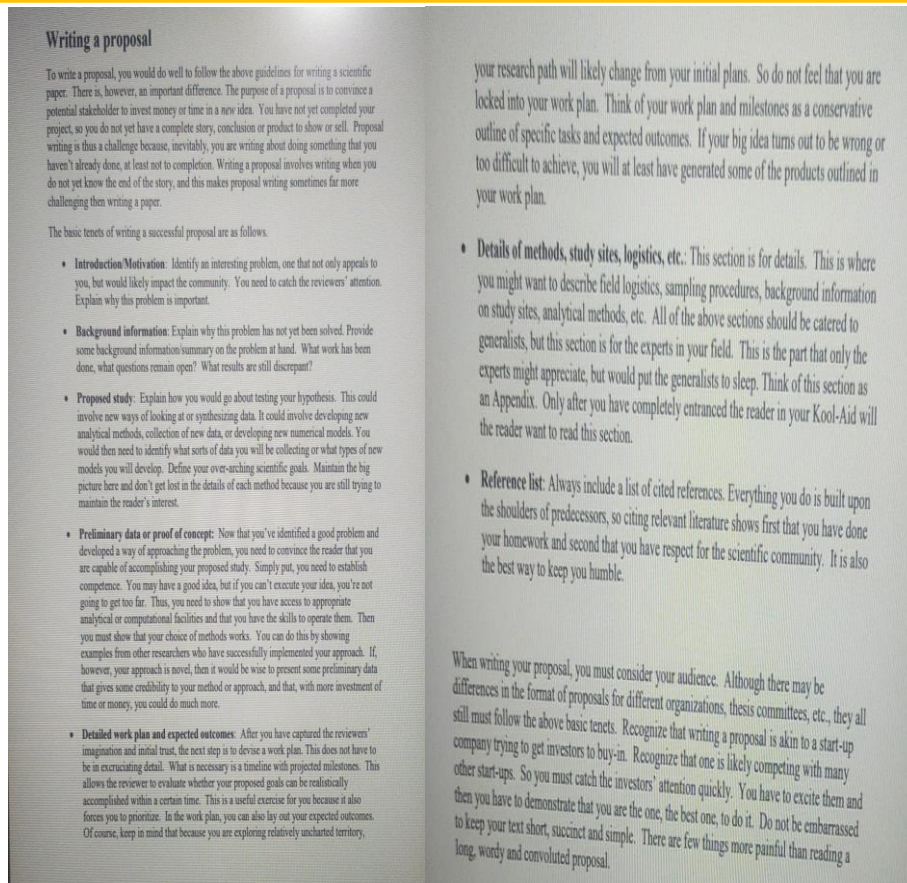 Writing a proposal
To write a proposal, you would do well to follow the above guidelines for writing a scientific
paper. There is, however, an important difference. The purpose of a proposal is to convince a
potential stakeholder to invest money or time in a new idea. You have not yet completed your
project, so you do not yet have a complete story, conclusion or product to show or sell. Proposal
writing is thus a challenge because, inevitably, you are writing about doing something that you
haven't already done, at least not to completion. Writing a proposal involves writing when you
do not yet know the end of the story, and this makes proposal writing sometimes far more
challenging then writing a paper.
The basic tenets of writing a successful proposal are as follows.
• Introduction/Motivation: Identify an interesting problem, one that not only appeals to
you, but would likely impact the community. You need to catch the reviewers' attention.
Explain why this problem is important.
• Background information: Explain why this problem has not yet been solved. Provide
some background information/summary on the problem at hand. What work has been
done, what questions remain open? What results are still discrepant?
• Proposed study: Explain how you would go about testing your hypothesis. This could
involve new ways of looking at or synthesizing data. It could involve developing new
analytical methods, collection of new data, or developing new numerical models. You
would then need to identify what sorts of data you will be collecting or what types of new
models you will develop. Define your over-arching scientific goals. Maintain the big
picture here and don't get lost in the details of each method because you are still trying to
maintain the reader's interest.
• Preliminary data or proof of concept: Now that you've identified a good problem and
developed a way of approaching the problem, you need to convince the reader that you
are capable of accomplishing your proposed study. Simply put, you need to establish
competence. You may have a good idea, but if you can't execute your idea, you're not
going to get too far. Thus, you need to show that you have access to appropriate
analytical or computational facilities and that you have the skills to operate them. Then
you must show that your choice of methods works. You can do this by showing
examples from other researchers who have successfully implemented your approach. If,
however, your approach is novel, then it would be wise to present some preliminary data
that gives some credibility to your method or approach, and that, with more investment of
time or money, you could do much more.
• Detailed work plan and expected outcomes: After you have captured the reviewers'
imagination and initial trust, the next step is to devise a work plan. This does not have to
be in excruciating detail. What is necessary is a timeline with projected milestones. This
allows the reviewer to evaluate whether your proposed goals can be realistically
accomplished within a certain time. This is a useful exercise for you because it also
forces you to prioritize. In the work plan, you can also lay out your expected outcomes.
Of course, keep in mind that because you are exploring relatively uncharted territory,
your research path will likely change from your initial plans. So do not feel that you are
locked into your work plan. Think of your work plan and milestones as a conservative
outline of specific tasks and expected outcomes. If your big idea turns out to be wrong or
too difficult to achieve, you will at least have generated some of the products outlined in
your work plan.
• Details of methods, study sites, logistics, etc.: This section is for details. This is where
you might want to describe field logistics, sampling procedures, background information
on study sites, analytical methods, etc. All of the above sections should be catered to
generalists, but this section is for the experts in your field. This is the part that only the
experts might appreciate, but would put the generalists to sleep. Think of this section as
an Appendix. Only after you have completely entranced the reader in your Kool-Aid will
the reader want to read this section.
• Reference list: Always include a list of cited references. Everything you do is built upon
the shoulders of predecessors, so citing relevant literature shows first that you have done
your homework and second that you have respect for the scientific community. It is also
the best way to keep you humble.
When writing your proposal, you must consider your audience. Although there may be
differences in the format of proposals for different organizations, thesis committees, etc., they all
still must follow the above basic tenets. Recognize that writing a proposal is akin to a start-up
company trying to get investors to buy-in. Recognize that one is likely competing with many
other start-ups. So you must catch the investors' attention quickly. You have to excite them and
then you have to demonstrate that you are the one, the best one, to do it. Do not be embarrassed
to keep your text short, succinct and simple. There are few things more painful than reading a
long, wordy and convoluted proposal.